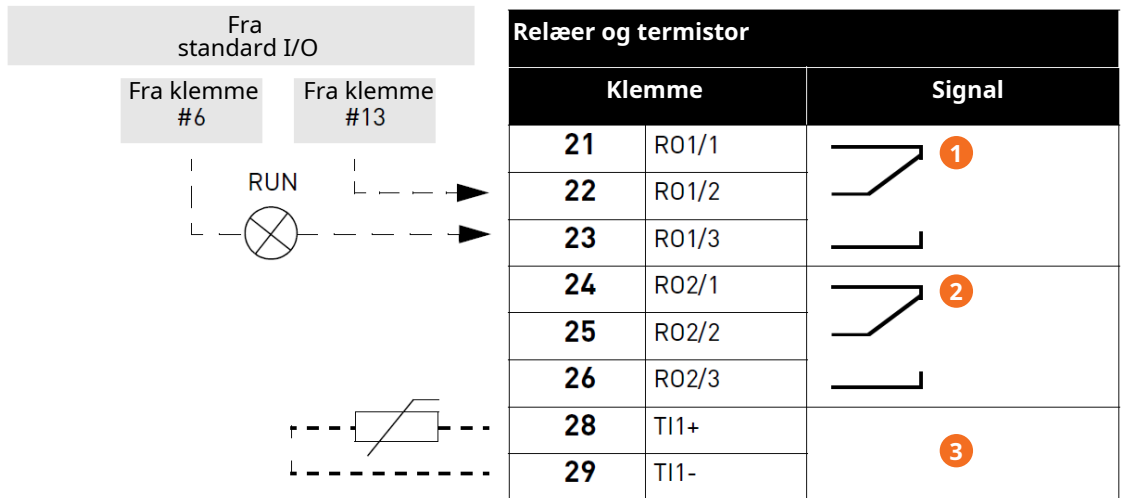 Fra
standard I/O
Fra klemme
#6
Fra klemme
#13
RUN
Relæer og termistor
Klemme
Signal
21
RO1/1
1
22
RO1/2
23
RO1/3
24
RO2/1
2
25
RO2/2
26
RO2/3
28
TI1+
3
29
TI1-